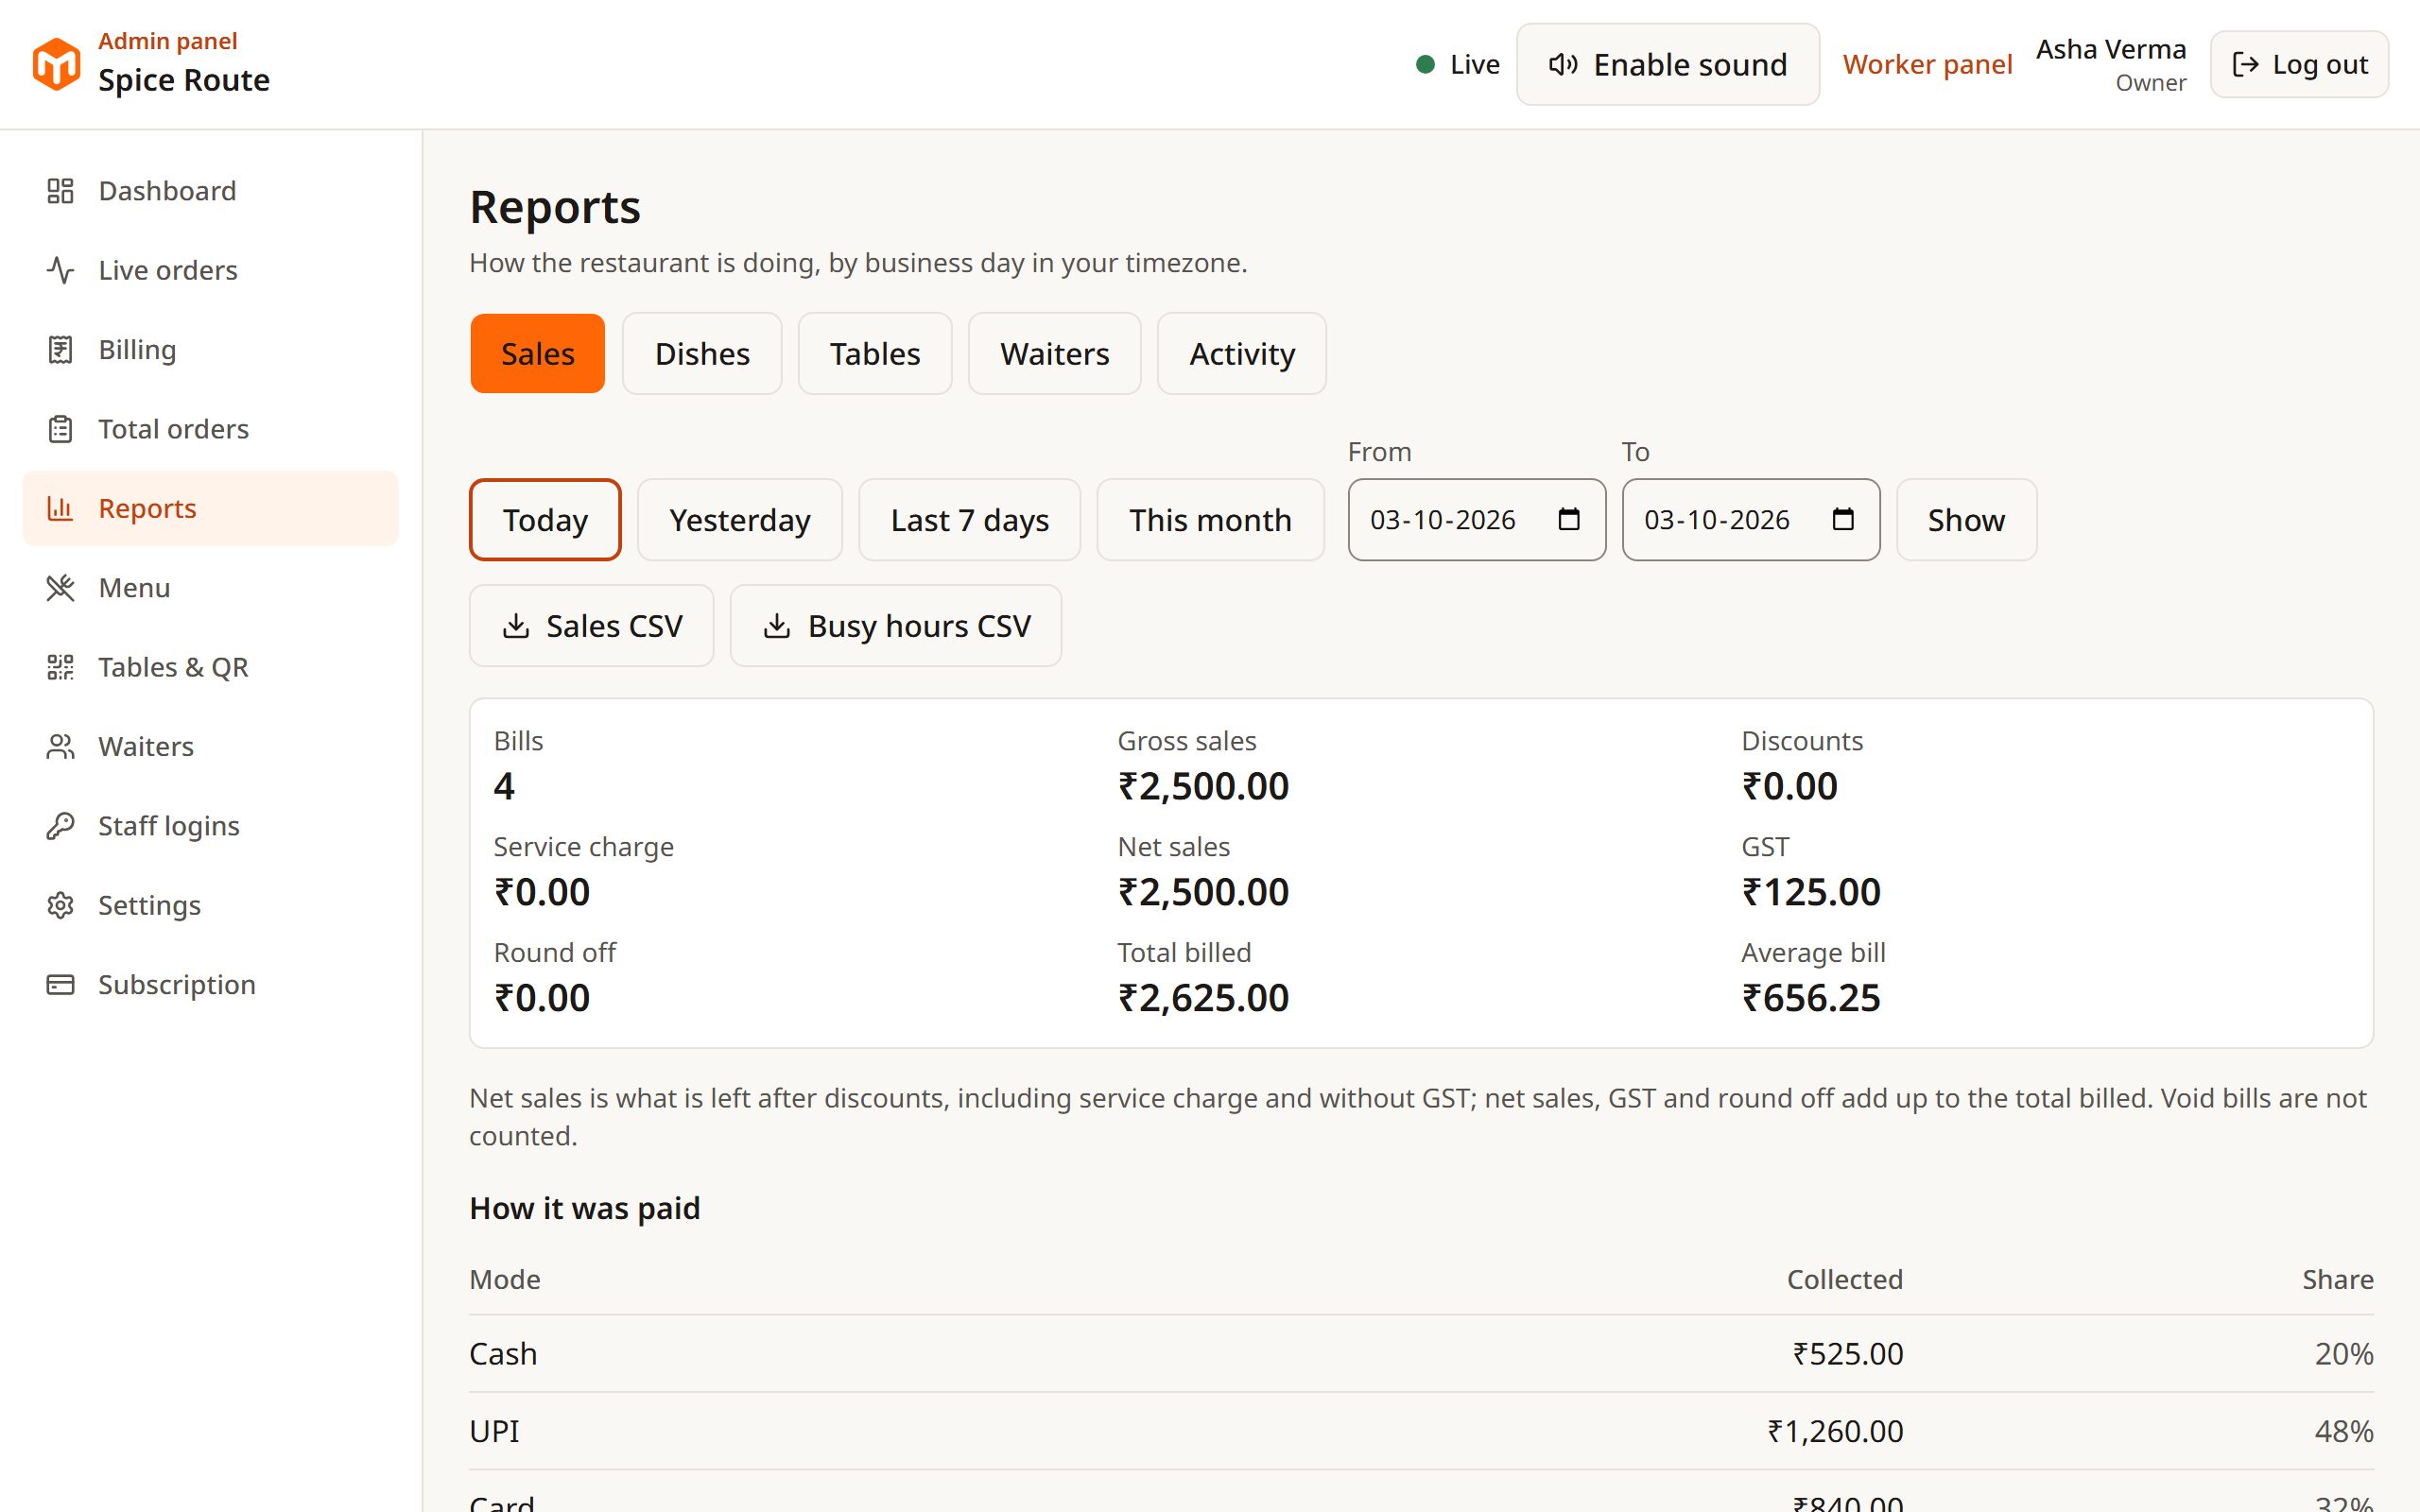 Admin panel
Spice Route
Live
Enable sound
Worker panel
Asha Verma
Owner
Log out
Dashboard
Live orders
Billing
Total orders
Reports
Menu
Tables & QR
Waiters
Staff logins
Settings
Subscription
Reports
How the restaurant is doing, by business day in your timezone.
Sales Dishes Tables Waiters Activity
From To
Today Yesterday Last 7 days This month 03-10-2026 03-10-2026 Show
Sales CSV Busy hours CSV
Bills Gross sales Discounts
4 ₹2,500.00 ₹0.00
Service charge Net sales GST
₹0.00 ₹2,500.00 ₹125.00
Round off Total billed Average bill
₹0.00 ₹2,625.00 ₹656.25
Net sales is what is left after discounts, including service charge and without GST; net sales, GST and round off add up to the total billed. Void bills are not
counted.
How it was paid
Mode Collected Share
Cash ₹525.00 20%
UPI ₹1,260.00 48%
Card ₹840.00 32%